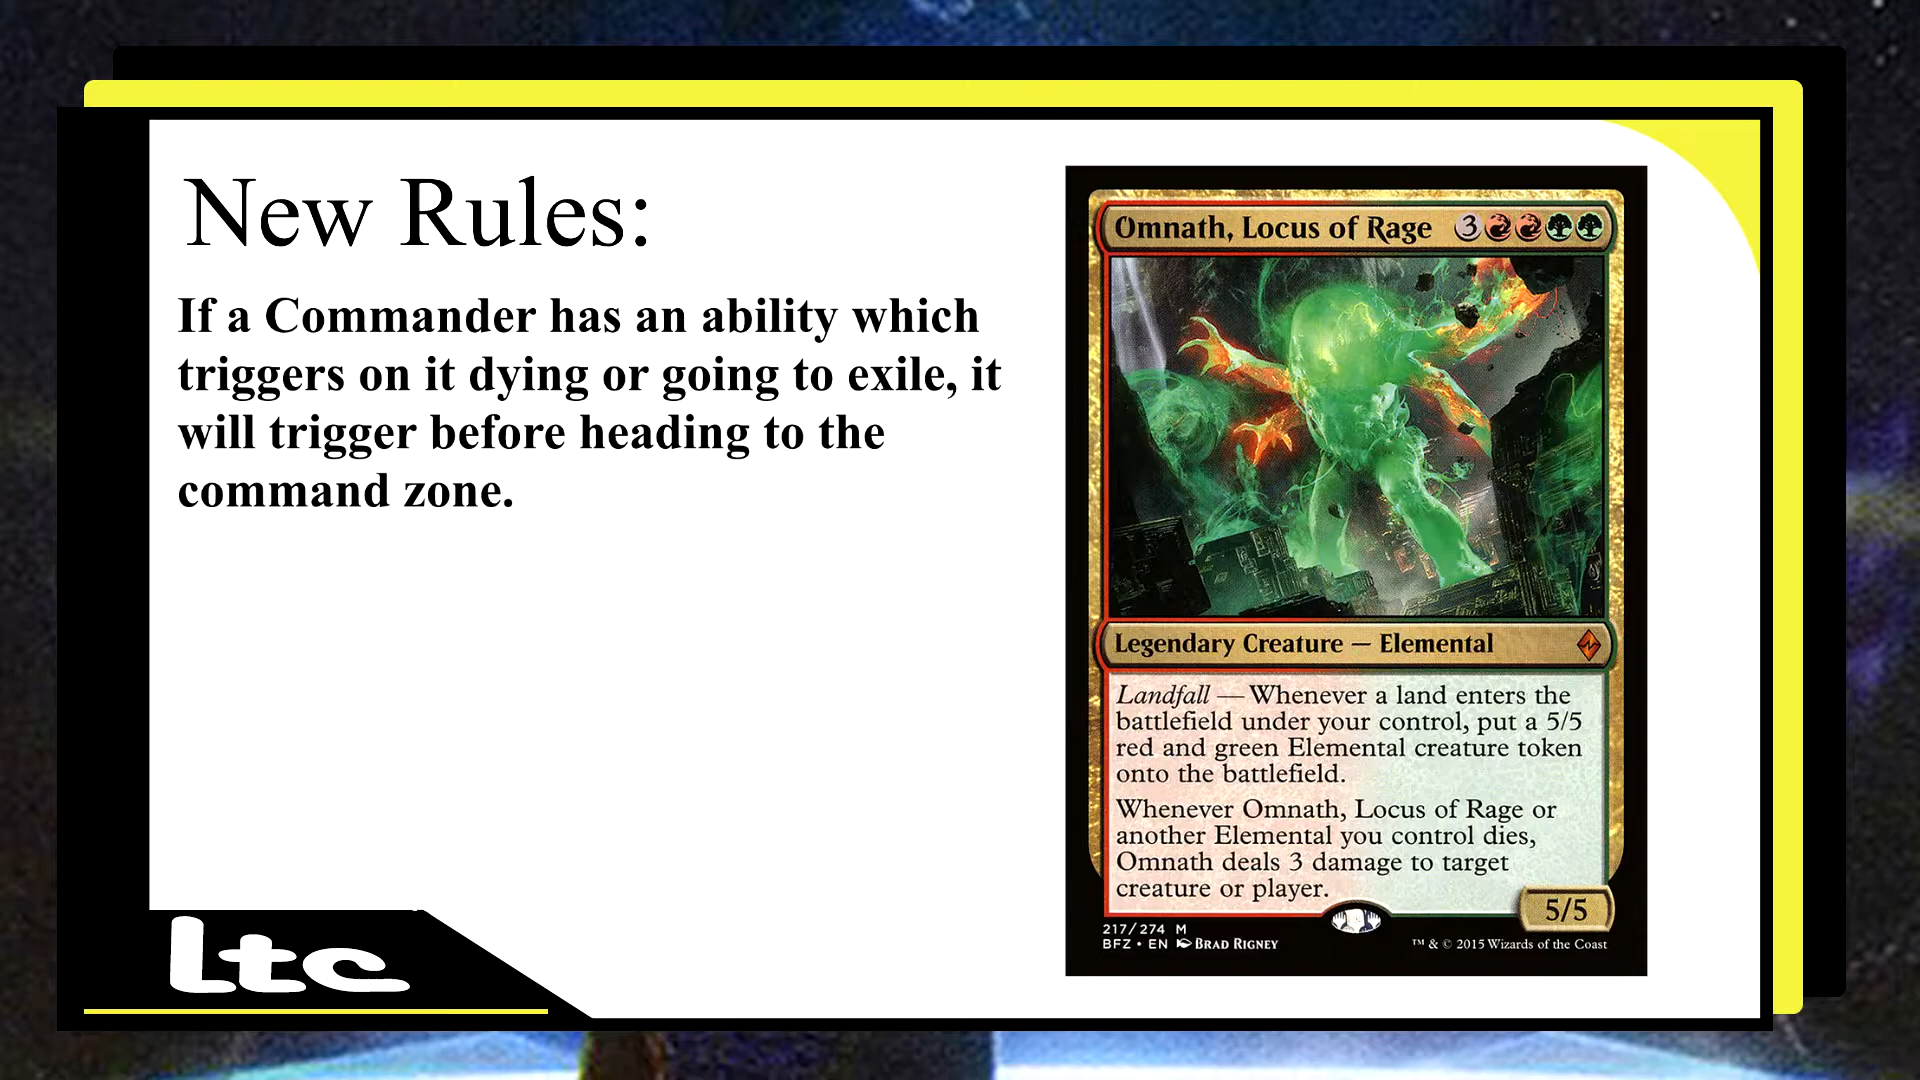 New Rules:
If a Commander has an ability which
triggers on it dying or going to exile, it
will trigger before heading to the
command zone.
Ltc
Omnath, Locus of Rage 3
Legendary Creature — Elemental
Landfall — Whenever a land enters the
battlefield under your control, put a 5/5
red and green Elemental creature token
onto the battlefield.
Whenever Omnath, Locus of Rage or
another Elemental you control dies,
Omnath deals 3 damage to target
creature or player.
5/5
217/274 M
BFZ • EN BRAD RIGNEY
™ & © 2015 Wizards of the Coast